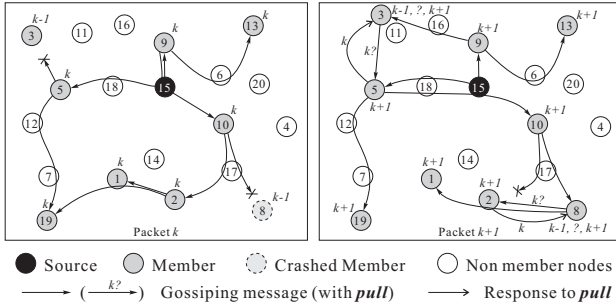 3
k-1
11
16
k
9
k
13
k
5
18
15
6
20
12
k
10
4
14
17
7
k
1
k
2
k-1
8
k
19
Packet k
3
k-1, ?, k+1
11
16
k+1
9
k+1
13
k
k?
5
k+1
18
15
6
20
12
k+1
10
4
14
17
7
k+1
1
k+1
2
k?
8
k
k-1, ?, k+1
k+1
19
Packet k+1
Source
Member
Crashed Member
Non member nodes
( k? ) Gossiping message (with pull)
Response to pull